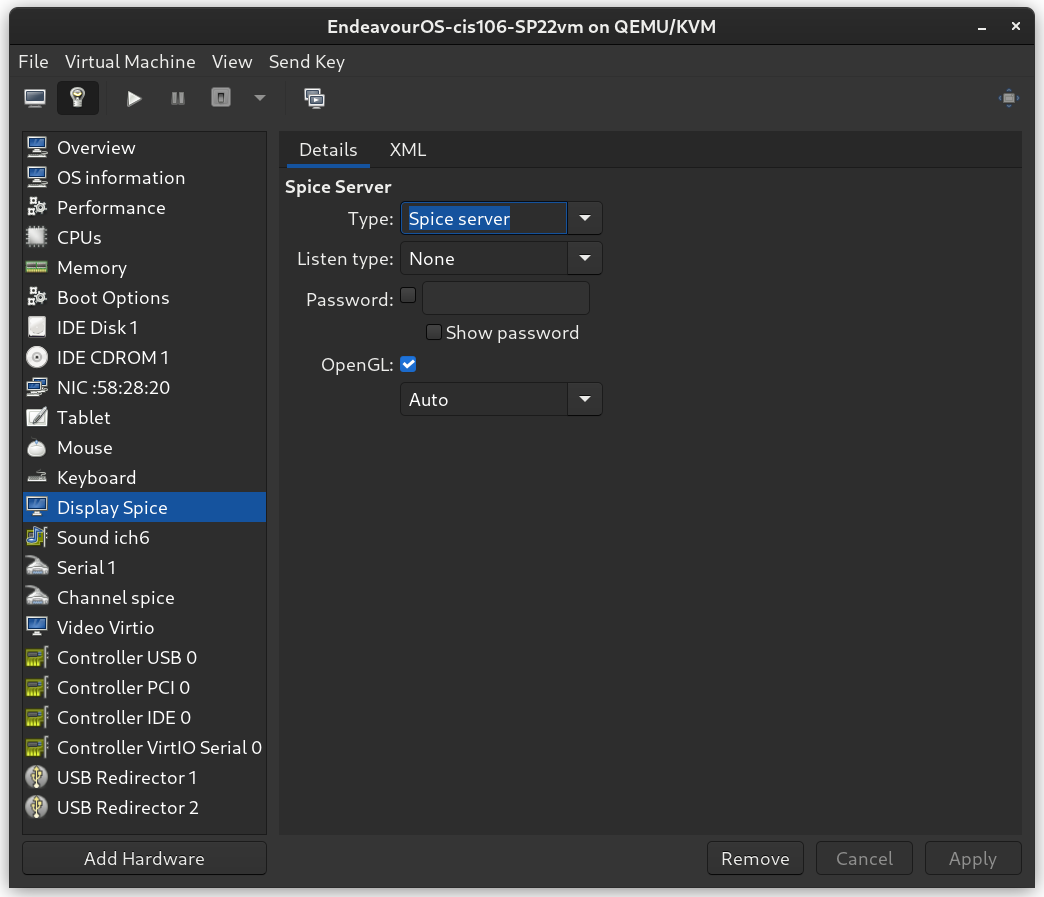 EndeavourOS-cis106-SP22vm on QEMU/KVM
File Virtual Machine View Send Key
Overview
OS information
Performance
CPUs
Memory
Boot Options
IDE Disk 1
IDE CDROM 1
NIC :58:28:20
Tablet
Mouse
Keyboard
Display Spice
Sound ich6
Serial 1
Channel spice
Video Virtio
Controller USB 0
Controller PCI 0
Controller IDE 0
Controller VirtIO Serial 0
USB Redirector 1
USB Redirector 2
Add Hardware
Details XML
Spice Server
Type: Spice server
Listen type: None
Password:
Show password
OpenGL:
Auto
Remove Cancel Apply